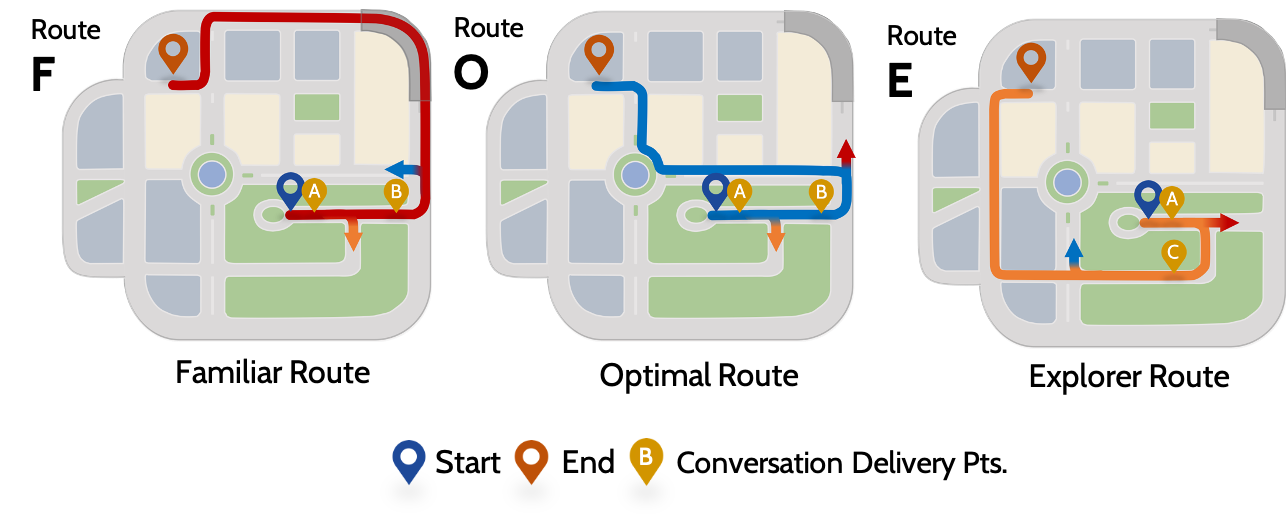 Route
F
A
B
Familiar Route
Route
O
A
B
Optimal Route
Route
E
A
C
Explorer Route
Start
End
B
Conversation Delivery Pts.